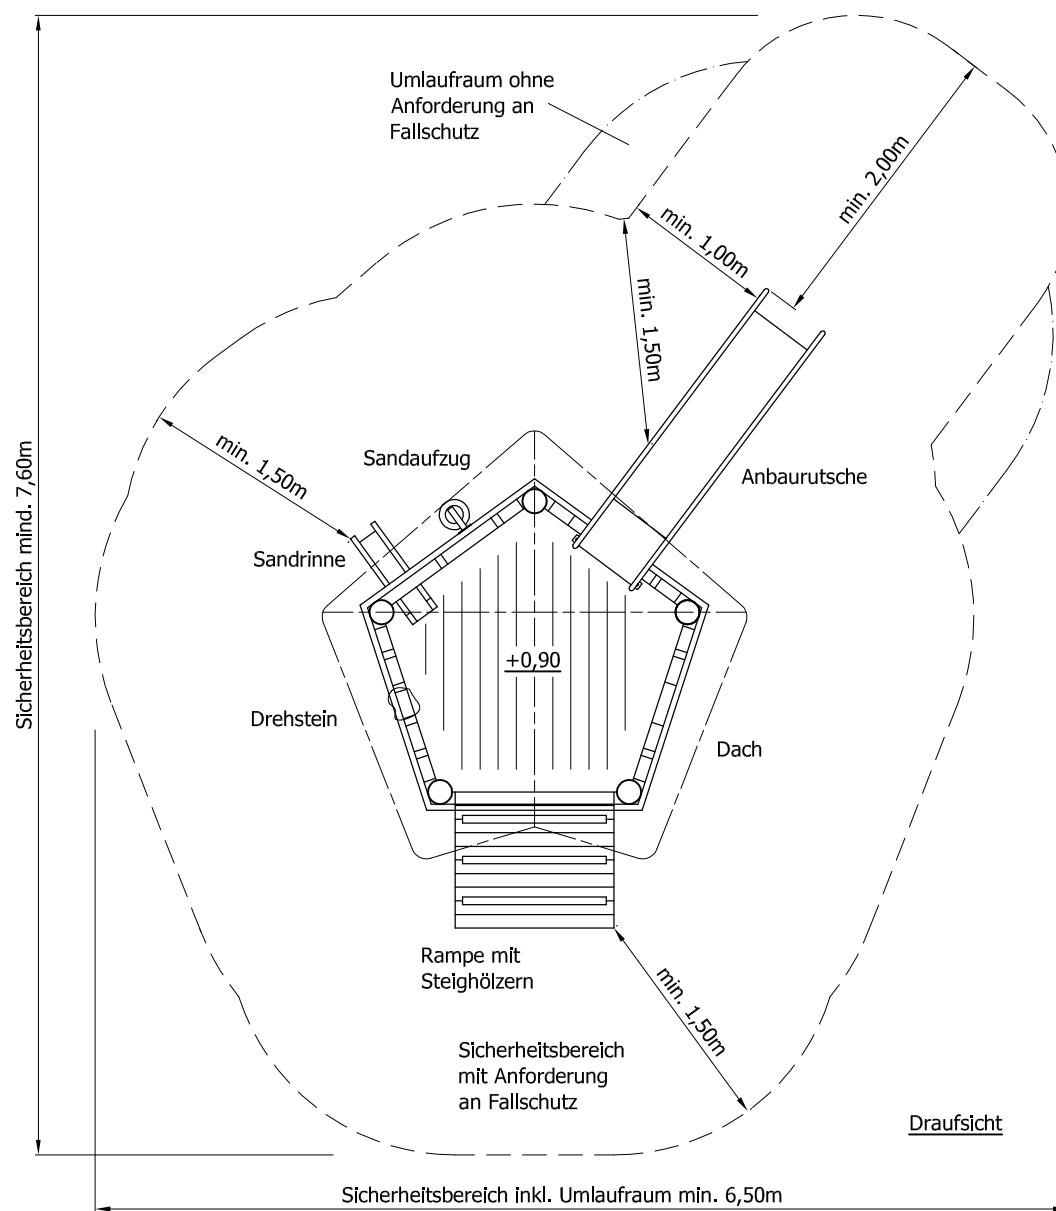 Umlaufraum ohne
Anforderung an
Fallschutz
min. 2,00m
min. 1,00m
min. 1,50m
min. 1,50m
Sandaufzug
Anbaurutsche
Sandrinne
Sicherheitsbereich mind. 7,60m
+0,90
Drehstein
Dach
Rampe mit
Steighölzern
min. 1,50m
Sicherheitsbereich
mit Anforderung
an Fallschutz
Draufsicht
Sicherheitsbereich inkl. Umlaufraum min. 6,50m